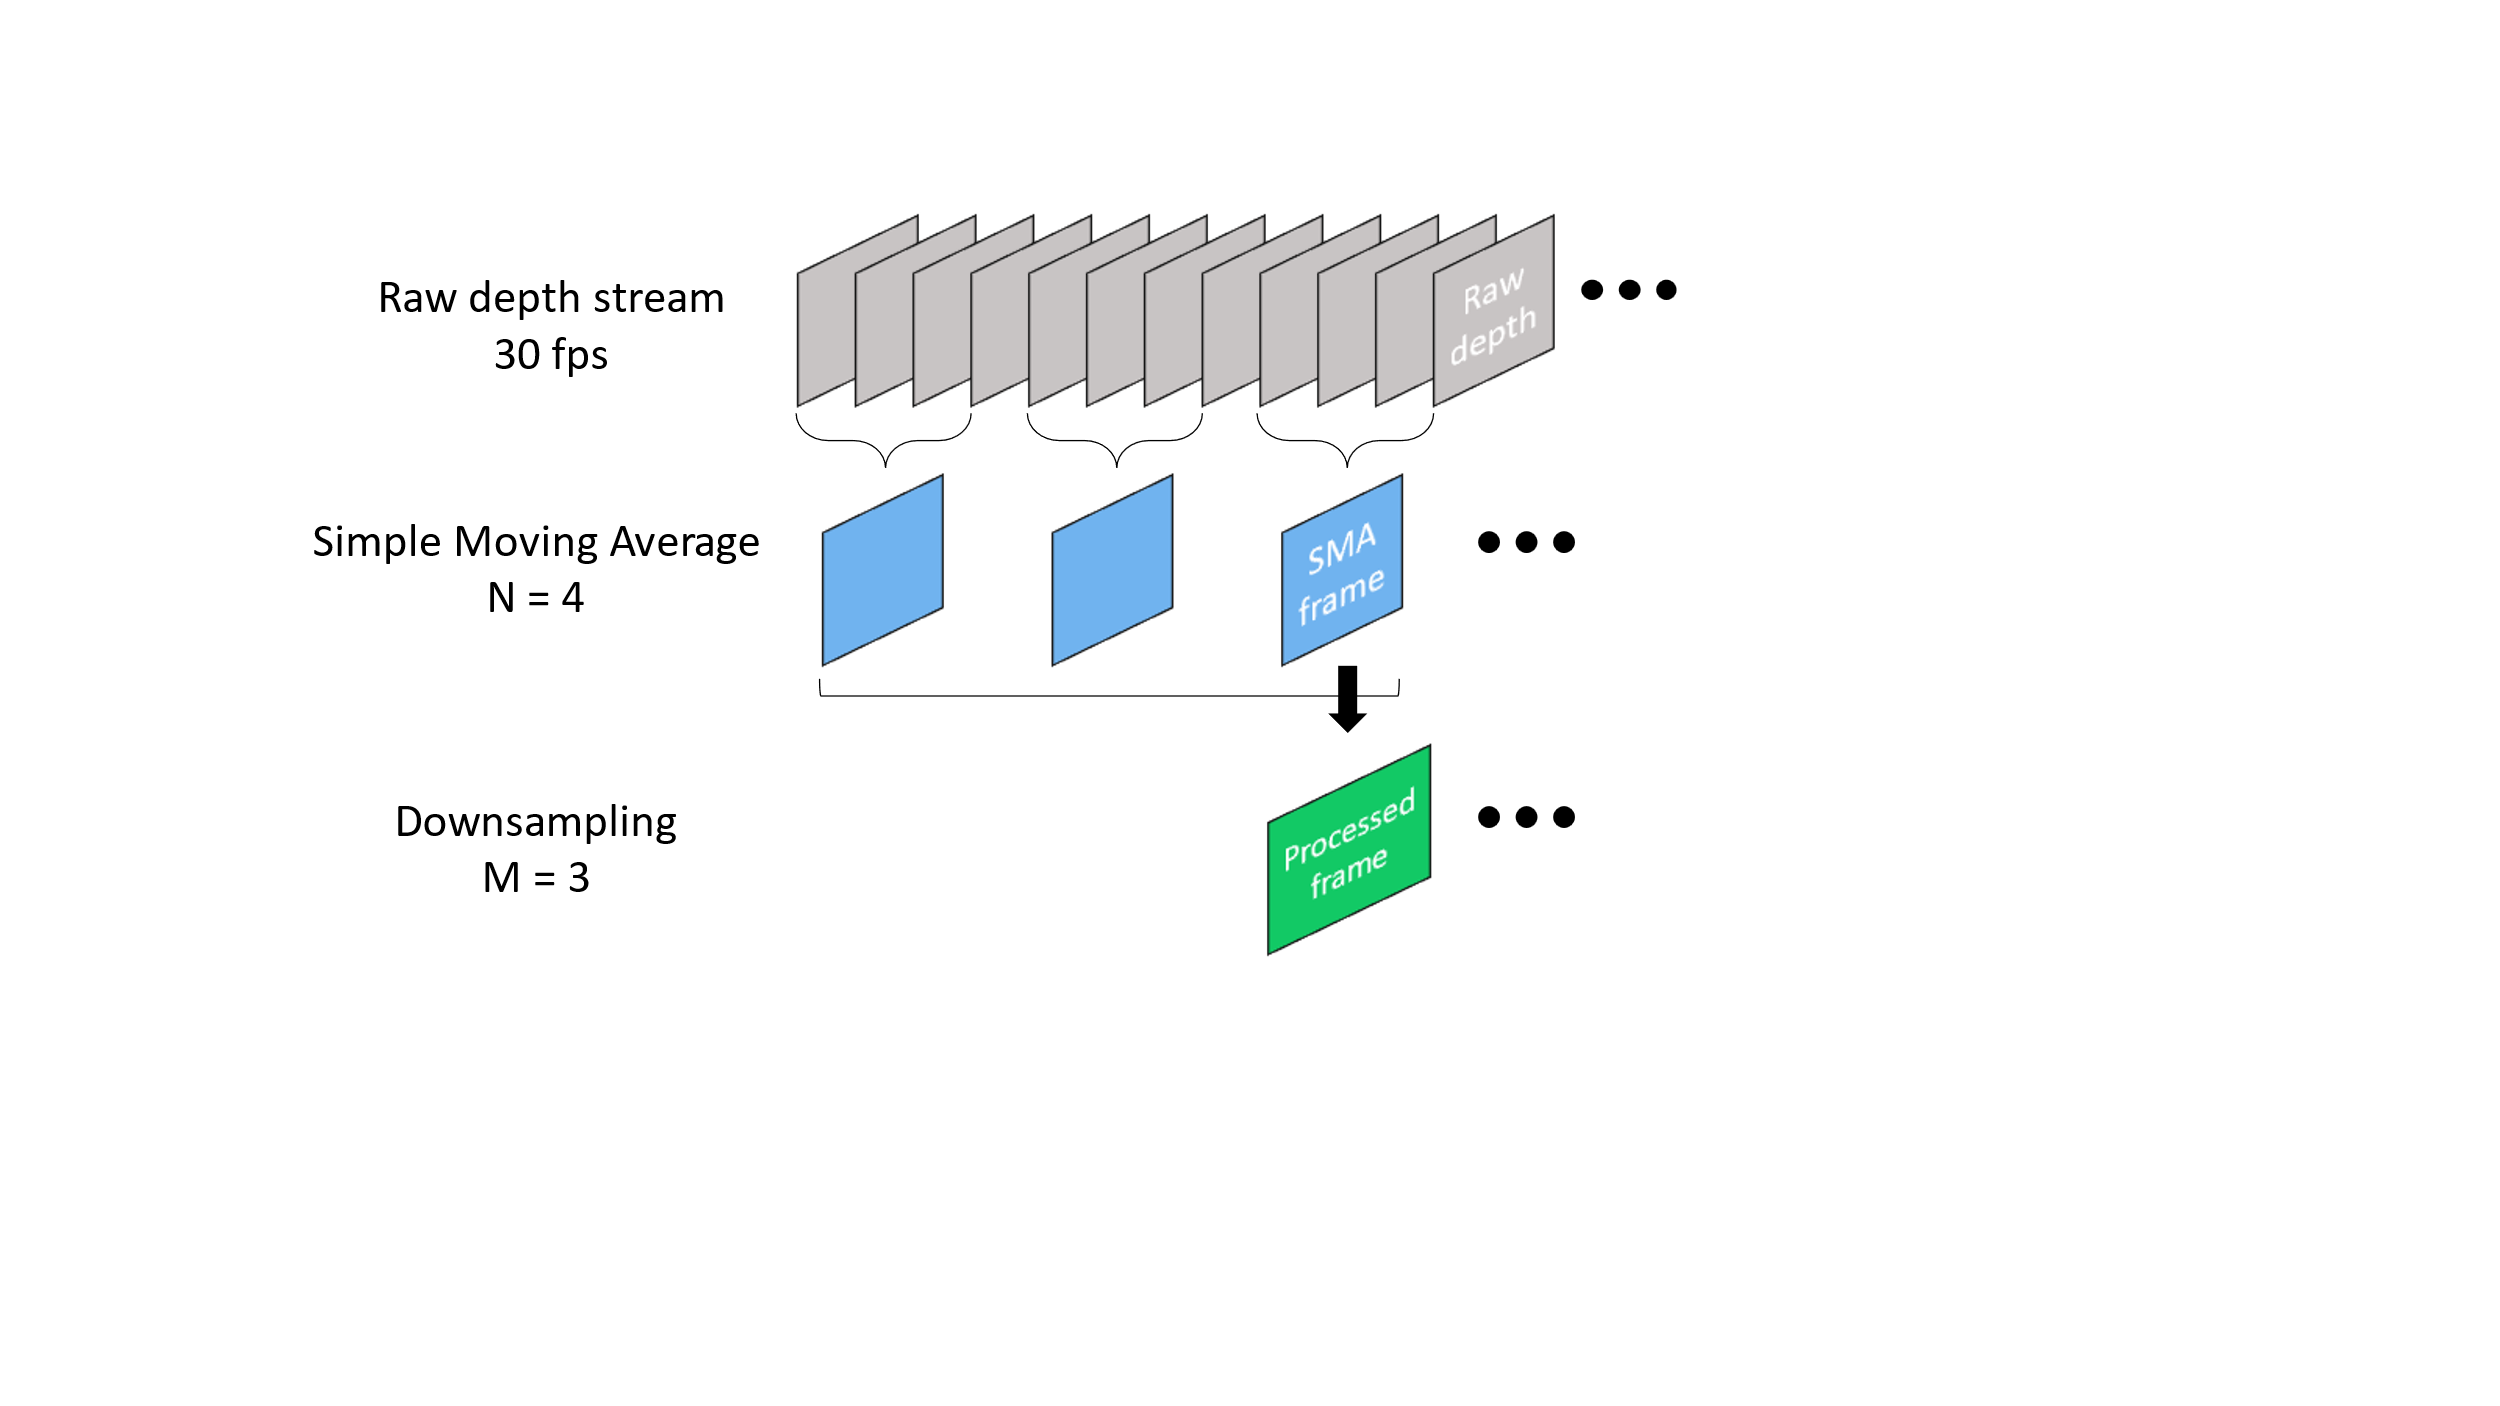 Raw depth stream
30 fps
Raw
depth
Simple Moving Average
N = 4
SMA
frame
Downsampling
M = 3
Processed
frame